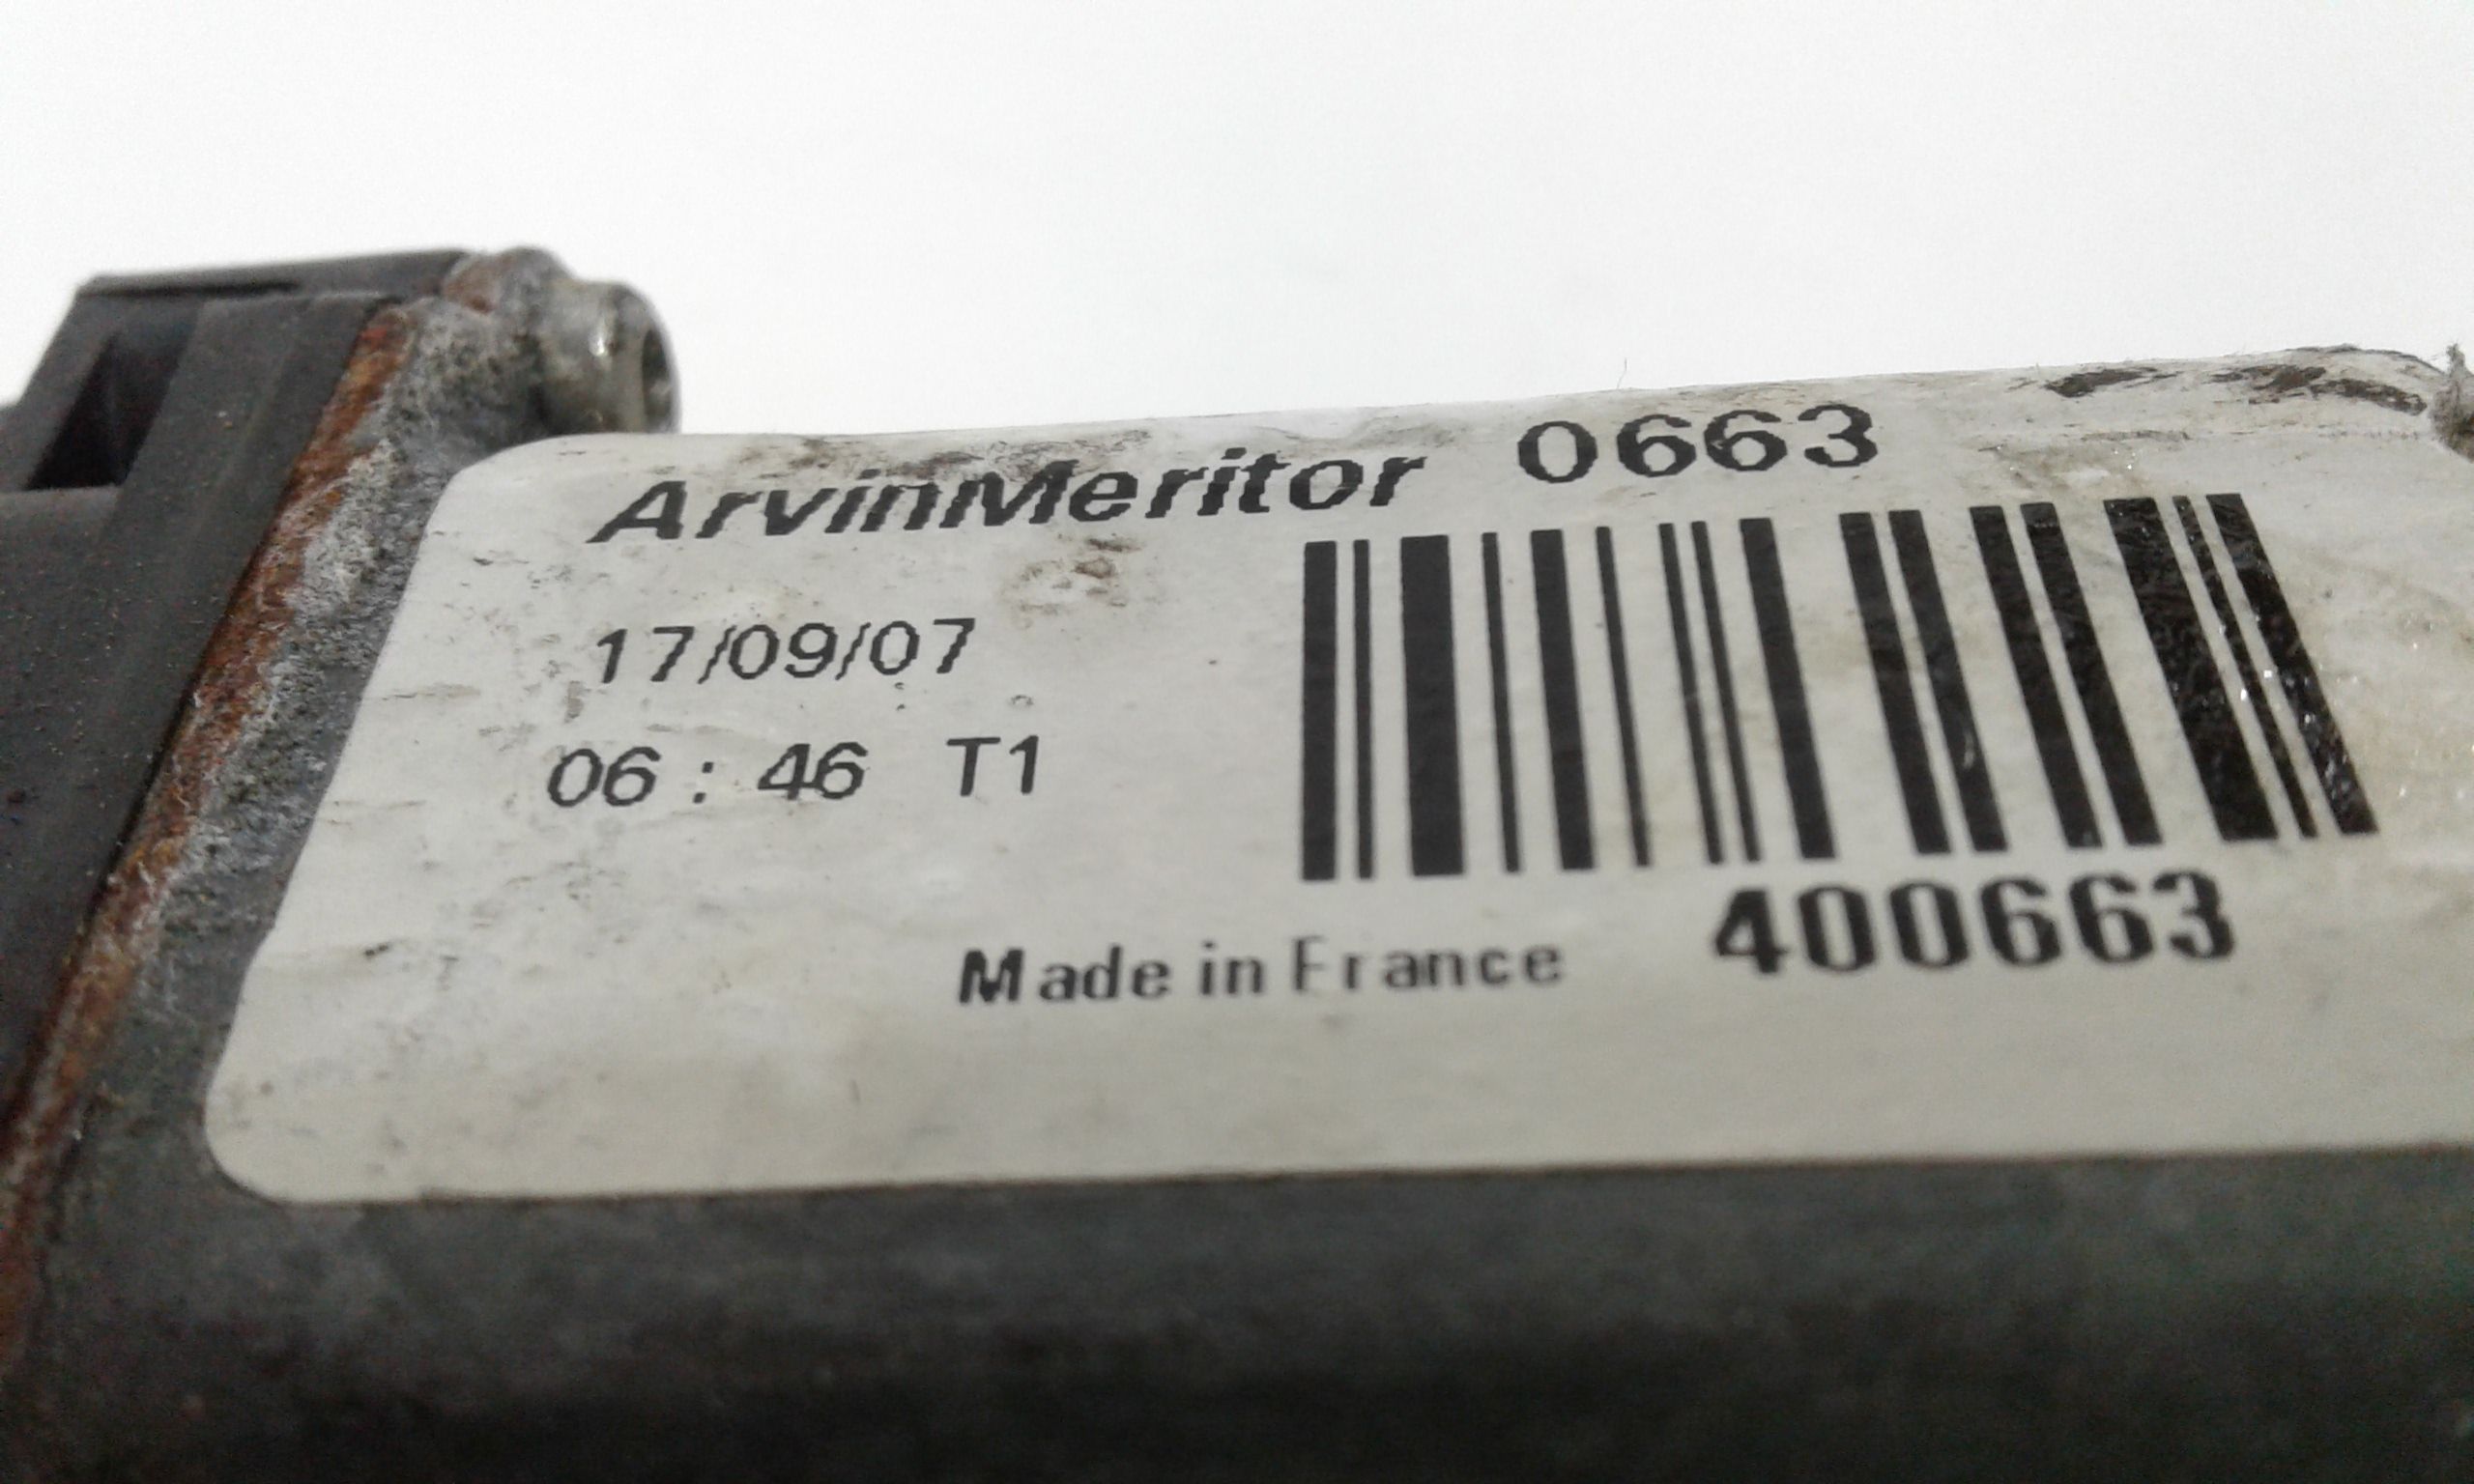 ArvinMeritor 0663
17/09/07
06 : 46 T1
Made in France 400663